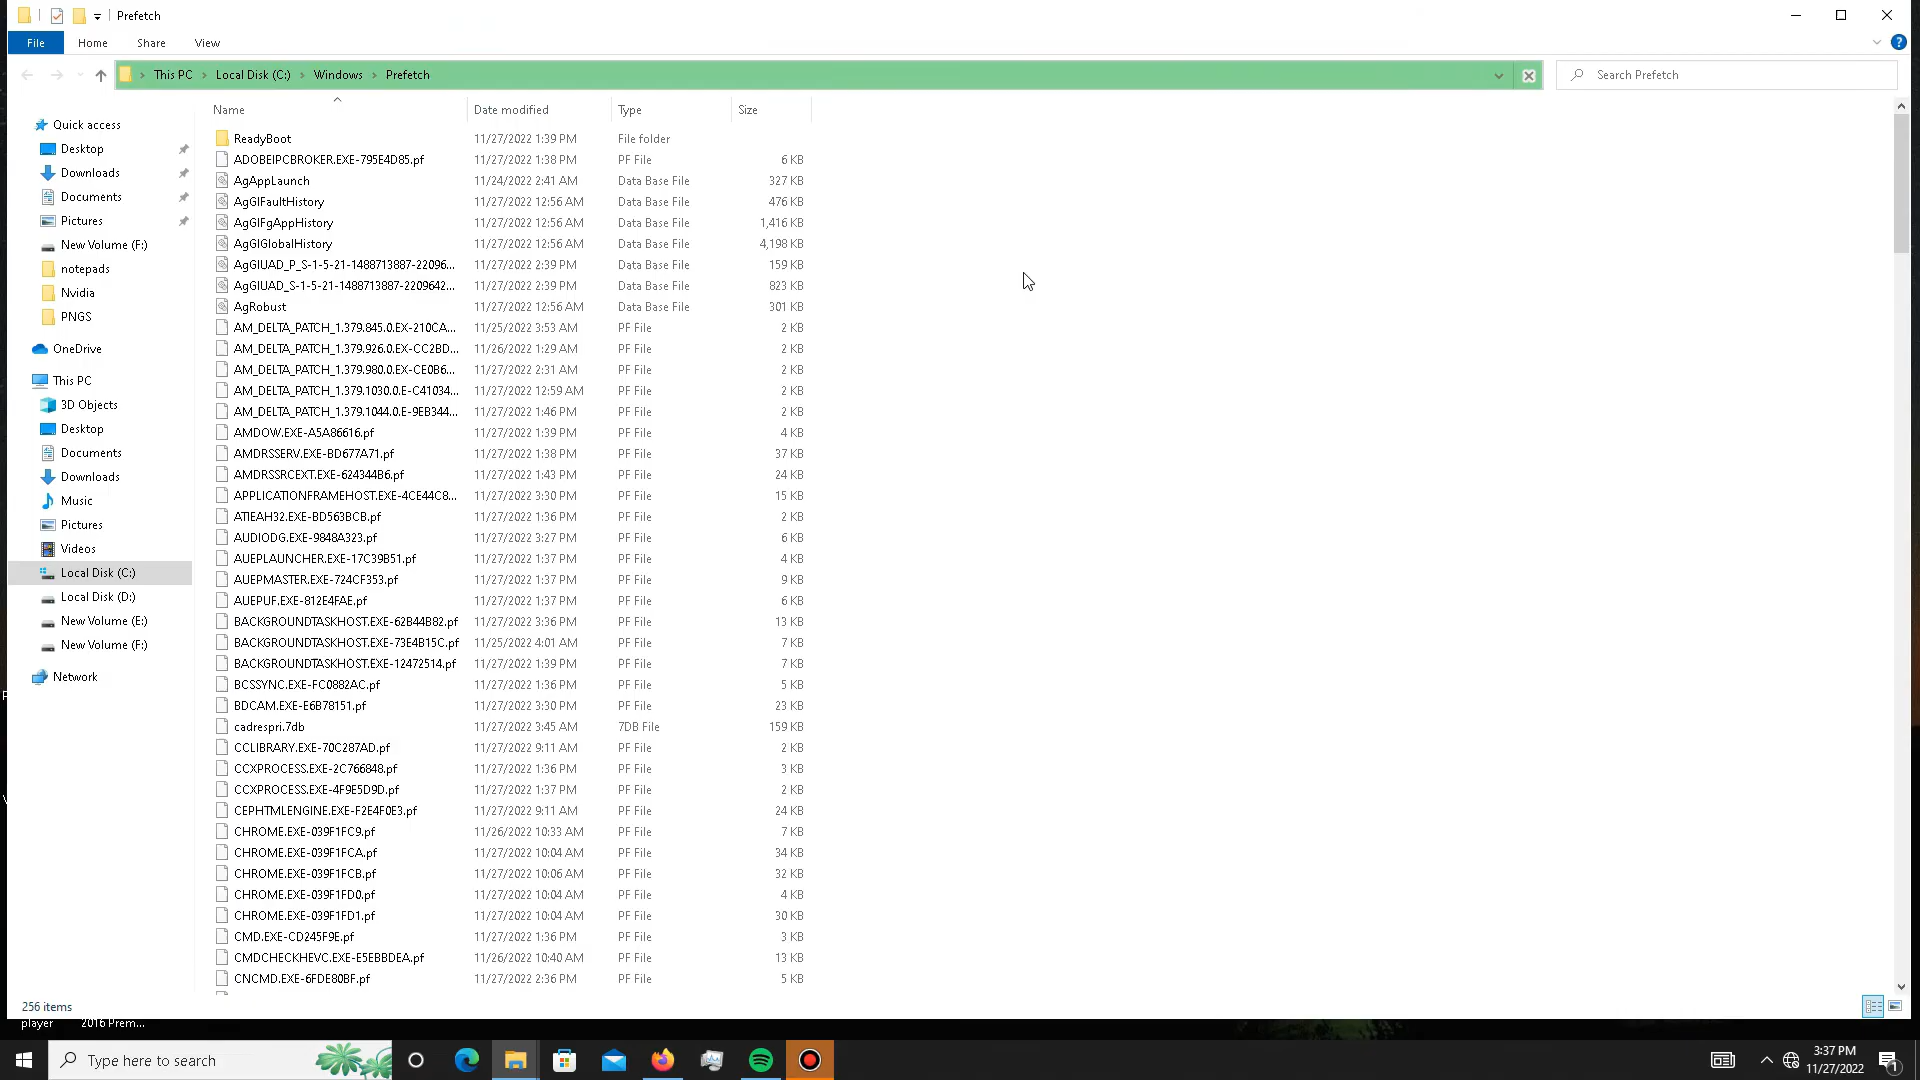 Prefetch
File Home Share View
This PC Local Disk (C:) Windows Prefetch
Search Prefetch
Name Date modified Type Size
Quick access
Desktop
Downloads
Documents
Pictures
New Volume (F:)
notepads
Nvidia
PNGS
OneDrive
This PC
3D Objects
Desktop
Documents
Downloads
Music
Pictures
Videos
Local Disk (C:)
Local Disk (D:)
New Volume (E:)
New Volume (F:)
Network
ReadyBoot 11/27/2022 1:39 PM File folder
ADOBEIPCBROKER.EXE-795E4D85.pf 11/27/2022 1:38 PM PF File 6 KB
AgAppLaunch 11/24/2022 2:41 AM Data Base File 327 KB
AgGlFaultHistory 11/27/2022 12:56 AM Data Base File 476 KB
AgGlFgAppHistory 11/27/2022 12:56 AM Data Base File 1,416 KB
AgGlGlobalHistory 11/27/2022 12:56 AM Data Base File 4,198 KB
AgGlUAD_P_S-1-5-21-1488713887-22096... 11/27/2022 2:39 PM Data Base File 159 KB
AgGlUAD_S-1-5-21-1488713887-2209642... 11/27/2022 2:39 PM Data Base File 823 KB
AgRobust 11/27/2022 12:56 AM Data Base File 301 KB
AM_DELTA_PATCH_1.379.845.0.EX-210CA... 11/25/2022 3:53 AM PF File 2 KB
AM_DELTA_PATCH_1.379.926.0.EX-CC2BD... 11/26/2022 1:29 AM PF File 2 KB
AM_DELTA_PATCH_1.379.980.0.EX-CE0B6... 11/27/2022 2:31 AM PF File 2 KB
AM_DELTA_PATCH_1.379.1030.0.E-C41034... 11/27/2022 12:59 AM PF File 2 KB
AM_DELTA_PATCH_1.379.1044.0.E-9EB344... 11/27/2022 1:46 PM PF File 2 KB
AMDOW.EXE-A5A86616.pf 11/27/2022 1:39 PM PF File 4 KB
AMDRSSERV.EXE-BD677A71.pf 11/27/2022 1:38 PM PF File 37 KB
AMDRSSRCEXT.EXE-624344B6.pf 11/27/2022 1:43 PM PF File 24 KB
APPLICATIONFRAMEHOST.EXE-4CE44C8... 11/27/2022 3:30 PM PF File 15 KB
ATIEAH32.EXE-BD563BCB.pf 11/27/2022 1:36 PM PF File 2 KB
AUDIODG.EXE-9848A323.pf 11/27/2022 3:27 PM PF File 6 KB
AUEPLAUNCHER.EXE-17C39B51.pf 11/27/2022 1:37 PM PF File 4 KB
AUEPMASTER.EXE-724CF353.pf 11/27/2022 1:37 PM PF File 9 KB
AUEPUF.EXE-812E4FAE.pf 11/27/2022 1:37 PM PF File 6 KB
BACKGROUNDTASKHOST.EXE-62B44B82.pf 11/27/2022 3:36 PM PF File 13 KB
BACKGROUNDTASKHOST.EXE-73E4B15C.pf 11/25/2022 4:01 AM PF File 7 KB
BACKGROUNDTASKHOST.EXE-12472514.pf 11/27/2022 1:39 PM PF File 7 KB
BCSSYNC.EXE-FC0882AC.pf 11/27/2022 1:36 PM PF File 5 KB
BDCAM.EXE-E6B78151.pf 11/27/2022 3:30 PM PF File 23 KB
cadrespri.7db 11/27/2022 3:45 AM 7DB File 159 KB
CCLIBRARY.EXE-70C287AD.pf 11/27/2022 9:11 AM PF File 2 KB
CCXPROCESS.EXE-2C766848.pf 11/27/2022 1:36 PM PF File 3 KB
CCXPROCESS.EXE-4F9E5D9D.pf 11/27/2022 1:37 PM PF File 2 KB
CEPHTMLENGINE.EXE-F2E4F0E3.pf 11/27/2022 9:11 AM PF File 24 KB
CHROME.EXE-039F1FC9.pf 11/26/2022 10:33 AM PF File 7 KB
CHROME.EXE-039F1FCA.pf 11/27/2022 10:04 AM PF File 34 KB
CHROME.EXE-039F1FCB.pf 11/27/2022 10:06 AM PF File 32 KB
CHROME.EXE-039F1FD0.pf 11/27/2022 10:04 AM PF File 4 KB
CHROME.EXE-039F1FD1.pf 11/27/2022 10:04 AM PF File 30 KB
CMD.EXE-CD245F9E.pf 11/27/2022 1:36 PM PF File 3 KB
CMDCHECKHEVC.EXE-E5EBBDEA.pf 11/26/2022 10:40 AM PF File 13 KB
CNCMD.EXE-6FDE80BF.pf 11/27/2022 2:36 PM PF File 5 KB
256 items
player 2016 Prem...
Type here to search
3:37 PM
11/27/2022
1